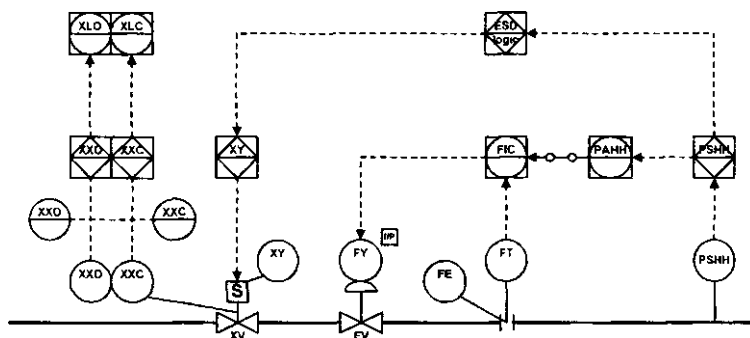 XLO XLC ESD
logic
XXO XXC XY FIC PAHH PSHH
XXO XXC
I/P
XY FY FT PSHH
FE
XXO XXC
S
XV FV